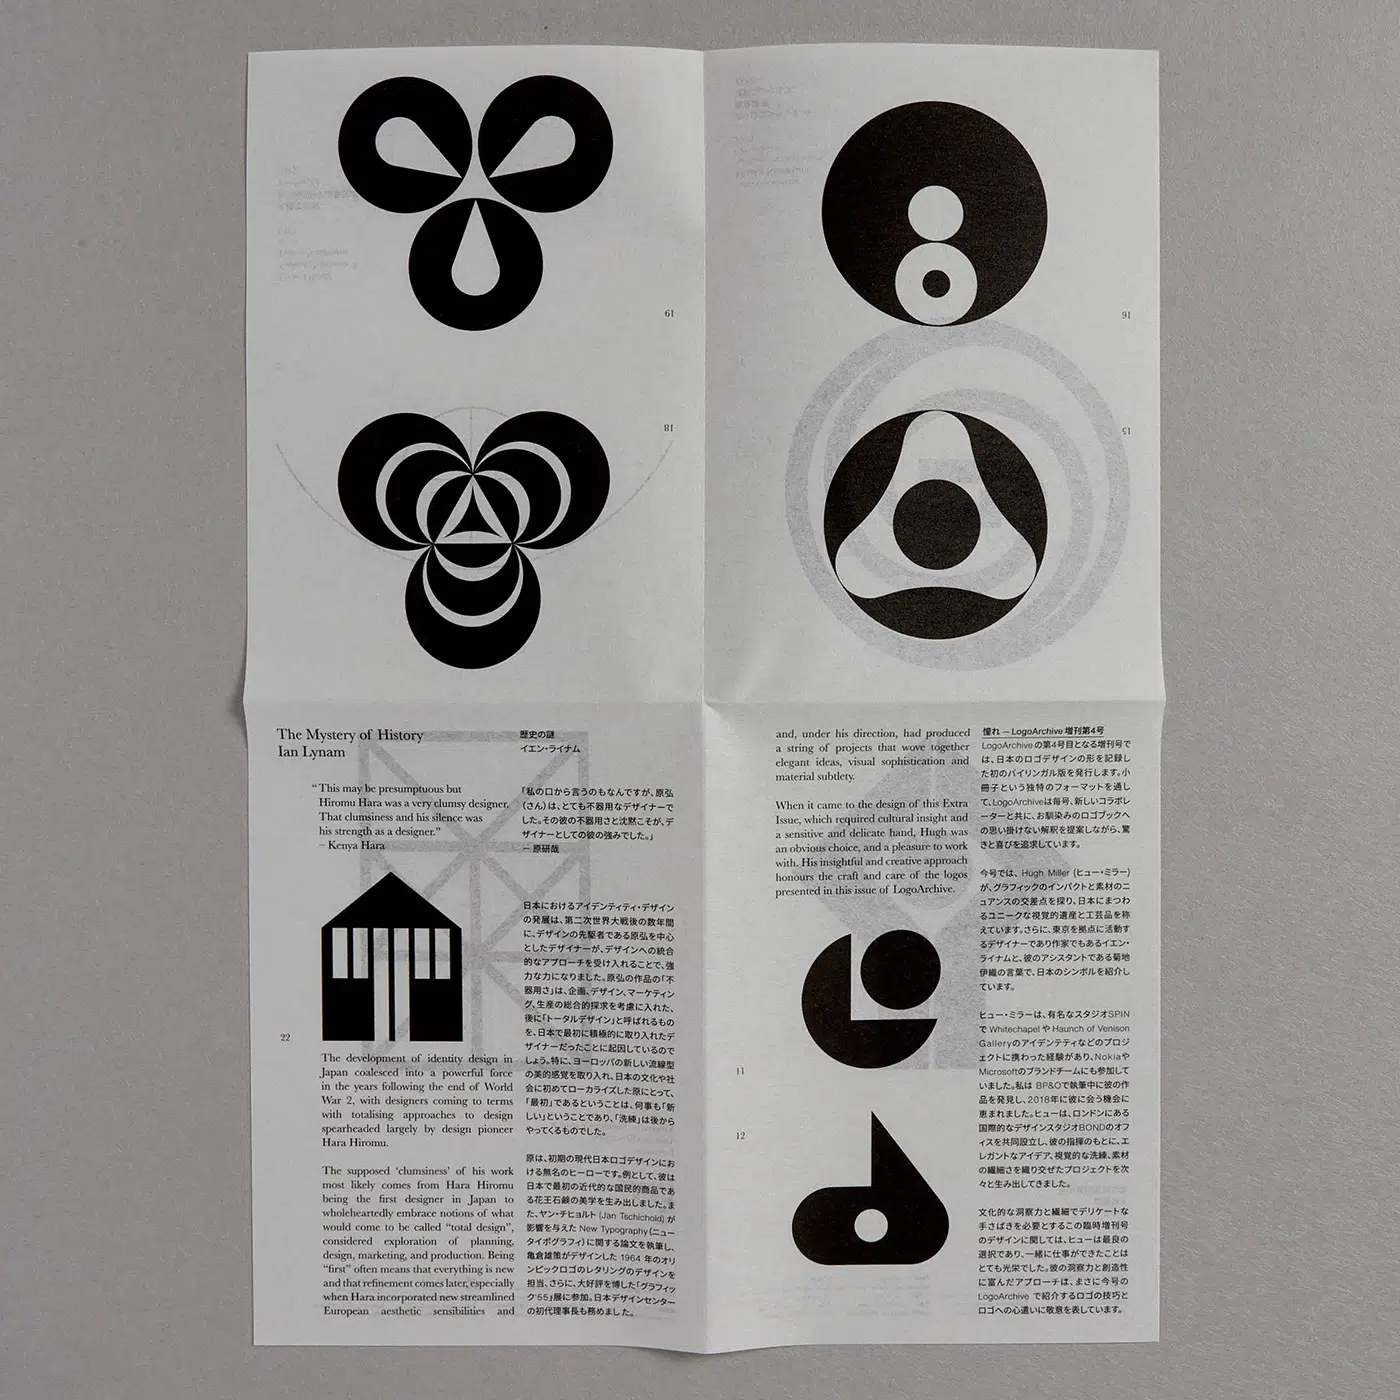 19
18
16
15
The Mystery of History
Ian Lynam
“This may be presumptuous but
Hiromu Hara was a very clumsy designer.
That clumsiness and his silence was
his strength as a designer.”
– Kenya Hara
22
The development of identity design in
Japan coalesced into a powerful force
in the years following the end of World
War 2, with designers coming to terms
with totalising approaches to design
spearheaded largely by design pioneer
Hara Hiromu.
The supposed ‘clumsiness’ of his work
most likely comes from Hara Hiromu
being the first designer in Japan to
wholeheartedly embrace notions of what
would come to be called “total design”,
considered exploration of planning,
design, marketing, and production. Being
“first” often means that everything is new
and that refinement comes later, especially
when Hara incorporated new streamlined
European aesthetic sensibilities and
歴史の謎
イエン・ライナム
「私の口から言うのもなんですが、原弘
（さん）は、とても不器用なデザイナーで
した。その彼の不器用さと沈黙こそが、デ
ザイナーとしての彼の強みでした。」
– 原研哉
日本におけるアイデンティティ・デザイン
の発展は、第二次世界大戦後の数年間
に、デザインの先駆者である原弘を中心
としたデザイナーが、デザインへの統合
的なアプローチを受け入れることで、強
力な力になりました。原弘の作品の「不
器用さ」は、企画、デザイン、マーケティン
グ、生産の総合的探求を考慮に入れた、
後に「トータルデザイン」と呼ばれるもの
を、日本で最初に積極的に取り入れたデ
ザイナーだったことに起因しているので
しょう。特に、ヨーロッパの新しい流線型
の美的感覚を取り入れ、日本の文化や社
会に初めてローカライズした原にとって、
「最初」であるということは、何事も「新
しい」ということであり、「洗練」は後から
やってくるものでした。
原は、初期の現代日本ロゴデザインにお
ける無名のヒーローです。例として、彼は
日本で最初の近代的な国民的商品であ
る花王石鹸の美学を生み出しました。ま
た、ヤン・チヒョルト (Jan Tschichold) が
影響を与えた New Typography（ニュー
タイポグラフィ）に関する論文を執筆し、
亀倉雄策がデザインした 1964 年のオリ
ンピックロゴのレタリングのデザインを
担当、さらに、大好評を博した「グラフィッ
ク'55」展に参加。日本デザインセンター
の初代理事長も務めました。
and, under his direction, had produced
a string of projects that wove together
elegant ideas, visual sophistication and
material subtlety.
When it came to the design of this Extra
Issue, which required cultural insight and
a sensitive and delicate hand, Hugh was
an obvious choice, and a pleasure to work
with. His insightful and creative approach
honours the craft and care of the logos
presented in this issue of LogoArchive.
11
12
憧れ – LogoArchive 増刊第4号
LogoArchive の第4号目となる増刊号で
は、日本のロゴデザインの形を記録し
た初のバイリンガル版を発行します。小
冊子という独特のフォーマットを通し
て、LogoArchiveは毎号、新しいコラボレ
ーターと共に、お馴染みのロゴブックへ
の思い掛けない解釈を提案しながら、驚
きと喜びを追求しています。
今号では、Hugh Miller (ヒュー・ミラー)
が、グラフィックのインパクトと素材のニ
ュアンスの交差点を探り、日本にまつわ
るユニークな視覚的遺産と工芸品を称
えています。さらに、東京を拠点に活動す
るデザイナーであり作家でもあるイエン・
ライナムと、彼のアシスタントである菊地
伊織の言葉で、日本のシンボルを紹介し
ています。
ヒュー・ミラーは、有名なスタジオSPIN
で Whitechapel や Haunch of Venison
Galleryのアイデンティなどのプロジ
ェクトに携わった経験があり、Nokiaや
Microsoftのブランドチームにも参加して
いました。私は BP&Oで執筆中に彼の作
品を発見し、2018年に彼に会う機会に
恵まれました。ヒューは、ロンドンにある
国際的なデザインスタジオBONDのオフ
ィスを共同設立し、彼の指揮のもとに、エ
レガントなアイデア、視覚的な洗練、素材
の繊細さを織り交ぜたプロジェクトを次
々と生み出してきました。
文化的な洞察力と繊細でデリケートな
手さばきを必要とするこの臨時増刊号
のデザインに関しては、ヒューは最良の
選択であり、一緒に仕事ができたことは
とても光栄でした。彼の洞察力と創造性
に富んだアプローチは、まさに今号の
LogoArchive で紹介するロゴの技巧と
ロゴへの心遣いに敬意を表しています。